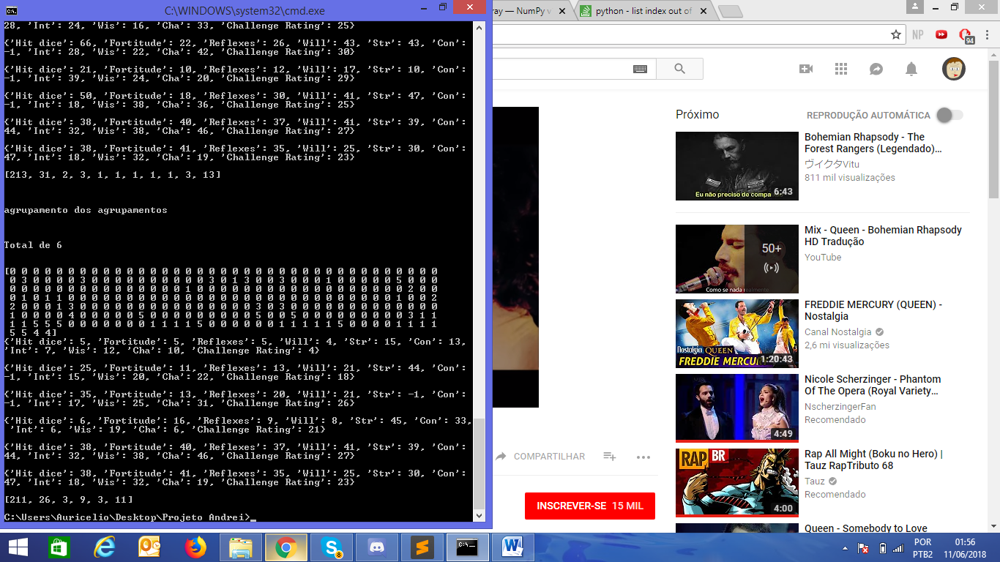 C:\WINDOWS\system32\cmd.exe
28, 'Int': 24, 'Wis': 16, 'Cha': 33, 'Challenge Rating': 25}
{'Hit dice': 66, 'Fortitude': 22, 'Reflexes': 26, 'Will': 43, 'Str': 43, 'Con':
-1, 'Int': 28, 'Wis': 22, 'Cha': 42, 'Challenge Rating': 30}
{'Hit dice': 21, 'Fortitude': 10, 'Reflexes': 12, 'Will': 17, 'Str': 10, 'Con':
-1, 'Int': 39, 'Wis': 24, 'Cha': 20, 'Challenge Rating': 29}
{'Hit dice': 50, 'Fortitude': 18, 'Reflexes': 30, 'Will': 41, 'Str': 47, 'Con':
-1, 'Int': 18, 'Wis': 38, 'Cha': 36, 'Challenge Rating': 25}
{'Hit dice': 38, 'Fortitude': 40, 'Reflexes': 37, 'Will': 41, 'Str': 39, 'Con':
44, 'Int': 32, 'Wis': 38, 'Cha': 46, 'Challenge Rating': 27}
{'Hit dice': 38, 'Fortitude': 41, 'Reflexes': 35, 'Will': 25, 'Str': 30, 'Con':
47, 'Int': 18, 'Wis': 32, 'Cha': 19, 'Challenge Rating': 23}
[213, 31, 2, 3, 1, 1, 1, 1, 1, 3, 13]
agrupamento dos agrupamentos
Total de 6
[0 0 0 0 0 0 0 0 0 0 0 0 0 0 0 0 0 0 0 0 0 0 0 0 0 0 0 0 0 0 0 0 0 0 0 0 0
0 3 0 0 0 0 3 0 0 0 0 0 0 0 0 0 0 3 0 1 3 0 0 3 0 0 0 1 0 0 0 0 0 5 0 0 0
0 0 0 0 0 0 0 0 0 0 0 0 0 0 0 1 0 0 0 0 0 0 0 0 0 0 0 0 0 0 0 0 0 0 2 0 0
0 1 0 1 1 0 0 0 0 0 0 0 0 0 0 0 0 0 0 0 0 0 0 0 0 0 0 0 0 0 0 0 0 1 0 0 2
2 0 0 0 1 3 0 0 0 0 0 0 0 0 0 0 0 0 0 0 0 3 0 3 0 0 0 0 0 0 0 0 0 0 0 0 0
1 0 0 0 0 4 0 0 0 0 0 5 0 0 0 0 0 0 0 0 0 4 0 0 5 0 0 0 0 0 0 0 0 0 3 1 1
1 1 5 5 5 0 0 0 0 0 0 0 1 1 1 1 5 0 0 0 0 0 0 1 1 1 1 1 5 0 0 0 0 1 1 1 1
5 5 4 4]
{'Hit dice': 5, 'Fortitude': 5, 'Reflexes': 5, 'Will': 4, 'Str': 15, 'Con': 13,
'Int': 7, 'Wis': 12, 'Cha': 10, 'Challenge Rating': 4}
{'Hit dice': 25, 'Fortitude': 11, 'Reflexes': 13, 'Will': 21, 'Str': 44, 'Con':
-1, 'Int': 15, 'Wis': 20, 'Cha': 22, 'Challenge Rating': 18}
{'Hit dice': 35, 'Fortitude': 13, 'Reflexes': 20, 'Will': 21, 'Str': -1, 'Con':
-1, 'Int': 17, 'Wis': 25, 'Cha': 31, 'Challenge Rating': 26}
{'Hit dice': 6, 'Fortitude': 16, 'Reflexes': 9, 'Will': 8, 'Str': 45, 'Con': 33,
'Int': 6, 'Wis': 19, 'Cha': 6, 'Challenge Rating': 21}
{'Hit dice': 38, 'Fortitude': 40, 'Reflexes': 37, 'Will': 41, 'Str': 39, 'Con':
44, 'Int': 32, 'Wis': 38, 'Cha': 46, 'Challenge Rating': 27}
{'Hit dice': 38, 'Fortitude': 41, 'Reflexes': 35, 'Will': 25, 'Str': 30, 'Con':
47, 'Int': 18, 'Wis': 32, 'Cha': 19, 'Challenge Rating': 23}
[211, 26, 3, 9, 3, 11]
C:\Users\Auricelio\Desktop\Projeto Andrei>
ray — NumPy v
python - list index out of
NP
94
Próximo
REPRODUÇÃO AUTOMÁTICA
Eu não preciso de compa
6:43
Bohemian Rhapsody - The
Forest Rangers (Legendado)...
ヴイクタVitu
811 mil visualizações
50+
Como se nada realmente
Mix - Queen - Bohemian Rhapsody
HD Tradução
YouTube
Nostalgia QUEEN
FREDDIE MERCUR
1:20:43
FREDDIE MERCURY (QUEEN) -
Nostalgia
Canal Nostalgia
2,6 mi visualizações
4:49
Nicole Scherzinger - Phantom
Of The Opera (Royal Variety...
NscherzingerFan
Recomendado
RAP BR
4:00
Rap All Might (Boku no Hero) |
Tauz RapTributo 68
Tauz
Recomendado
Queen - Somebody to Love
COMPARTILHAR
INSCREVER-SE 15 MIL
POR
PTB2
01:56
11/06/2018